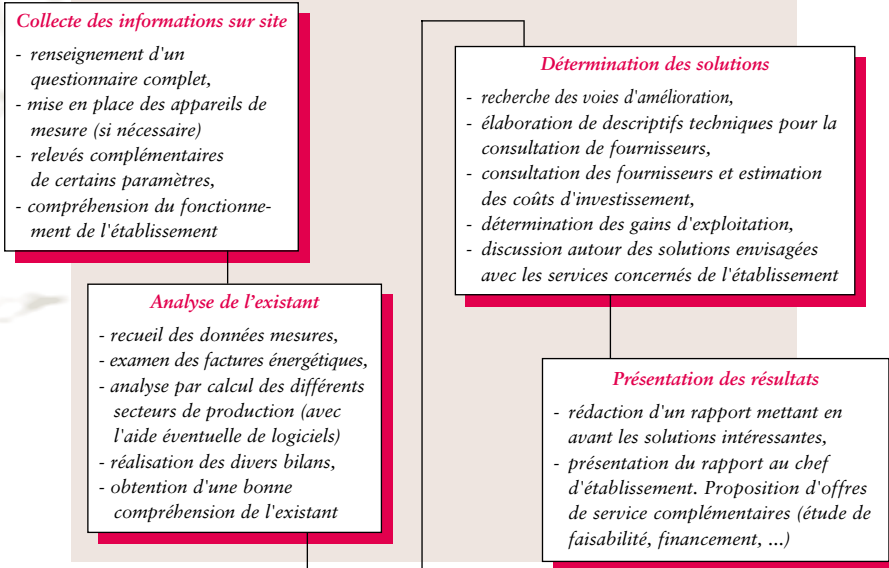 Collecte des informations sur site
- renseignement d'un
questionnaire complet,
- mise en place des appareils de
mesure (si nécessaire)
- relevés complémentaires
de certains paramètres,
- compréhension du fonctionne-
ment de l'établissement
Analyse de l’existant
- recueil des données mesures,
- examen des factures énergétiques,
- analyse par calcul des différents
secteurs de production (avec
l'aide éventuelle de logiciels)
- réalisation des divers bilans,
- obtention d'une bonne
compréhension de l'existant
Détermination des solutions
- recherche des voies d'amélioration,
- élaboration de descriptifs techniques pour la
consultation de fournisseurs,
- consultation des fournisseurs et estimation
des coûts d'investissement,
- détermination des gains d'exploitation,
- discussion autour des solutions envisagées
avec les services concernés de l'établissement
Présentation des résultats
- rédaction d'un rapport mettant en
avant les solutions intéressantes,
- présentation du rapport au chef
d'établissement. Proposition d'offres
de service complémentaires (étude de
faisabilité, financement, ...)